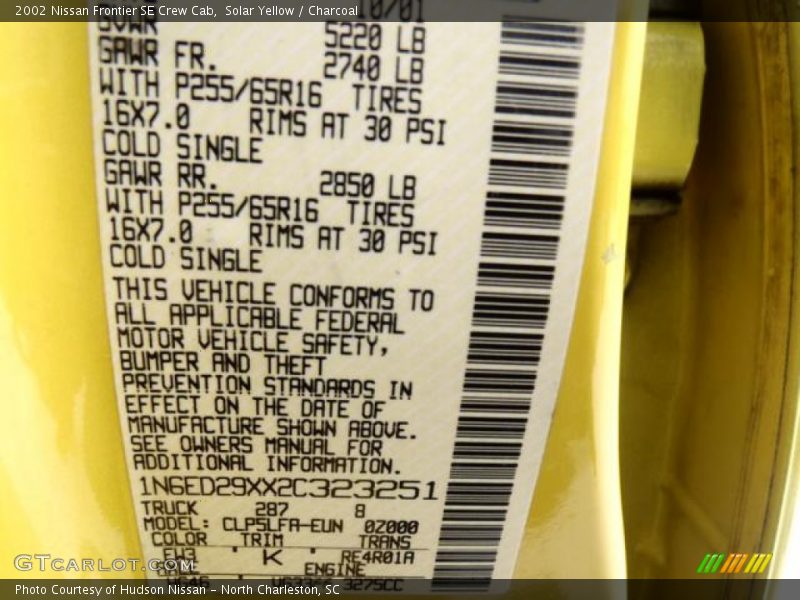 2002 Nissan Frontier SE Crew Cab,  Solar Yellow / Charcoal
10/01
GVWR 5220 LB
GAWR FR. 2740 LB
WITH P255/65R16 TIRES
16X7.0 RIMS AT 30 PSI
COLD SINGLE
GAWR RR. 2850 LB
WITH P255/65R16 TIRES
16X7.0 RIMS AT 30 PSI
COLD SINGLE
THIS VEHICLE CONFORMS TO
ALL APPLICABLE FEDERAL
MOTOR VEHICLE SAFETY,
BUMPER AND THEFT
PREVENTION STANDARDS IN
EFFECT ON THE DATE OF
MANUFACTURE SHOWN ABOVE.
SEE OWNERS MANUAL FOR
ADDITIONAL INFORMATION.
1N6ED29XX2C323251
TRUCK 287 8
MODEL: CLP5LFA-EUN 0Z000
COLOR TRIM TRANS
EW3 K RE4R01A
ENGINE
3275CC
GTCARLOT.COM
Photo Courtesy of Hudson Nissan - North Charleston, SC